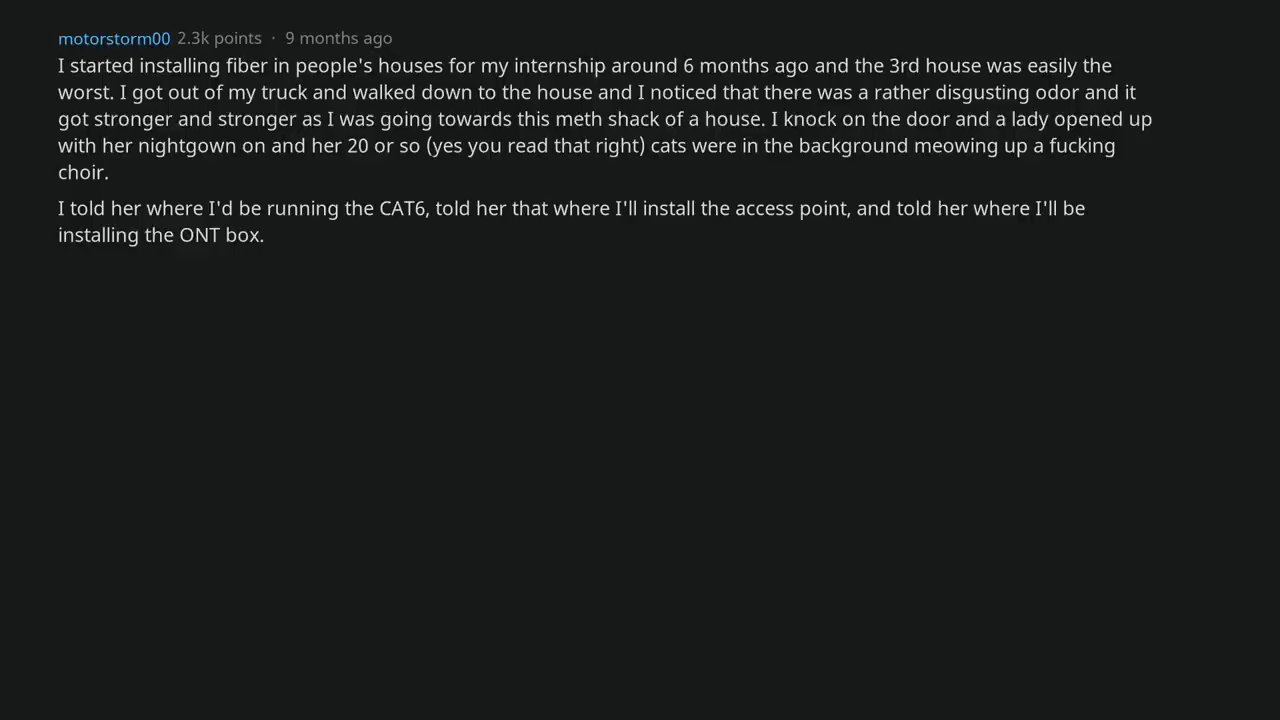 motorstorm00 2.3k points · 9 months ago
I started installing fiber in people's houses for my internship around 6 months ago and the 3rd house was easily the
worst. I got out of my truck and walked down to the house and I noticed that there was a rather disgusting odor and it
got stronger and stronger as I was going towards this meth shack of a house. I knock on the door and a lady opened up
with her nightgown on and her 20 or so (yes you read that right) cats were in the background meowing up a fucking
choir.
I told her where I'd be running the CAT6, told her that where I'll install the access point, and told her where I'll be
installing the ONT box.